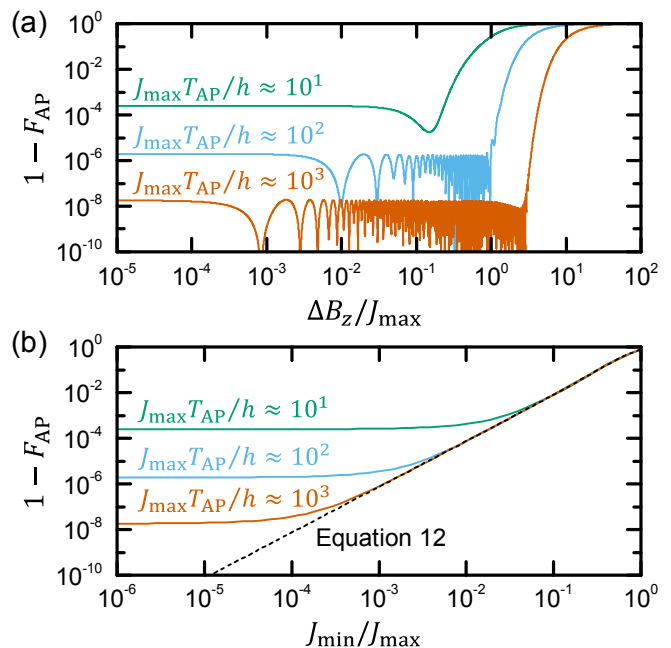 (a)
1 − F_AP
10^0
10^-2
10^-4
10^-6
10^-8
10^-10
J_max T_AP/h ≈ 10^1
J_max T_AP/h ≈ 10^2
J_max T_AP/h ≈ 10^3
10^-5 10^-4 10^-3 10^-2 10^-1 10^0 10^1 10^2
ΔB_z/J_max
(b)
1 − F_AP
10^0
10^-2
10^-4
10^-6
10^-8
10^-10
J_max T_AP/h ≈ 10^1
J_max T_AP/h ≈ 10^2
J_max T_AP/h ≈ 10^3
Equation 12
10^-6 10^-5 10^-4 10^-3 10^-2 10^-1 10^0
J_min/J_max